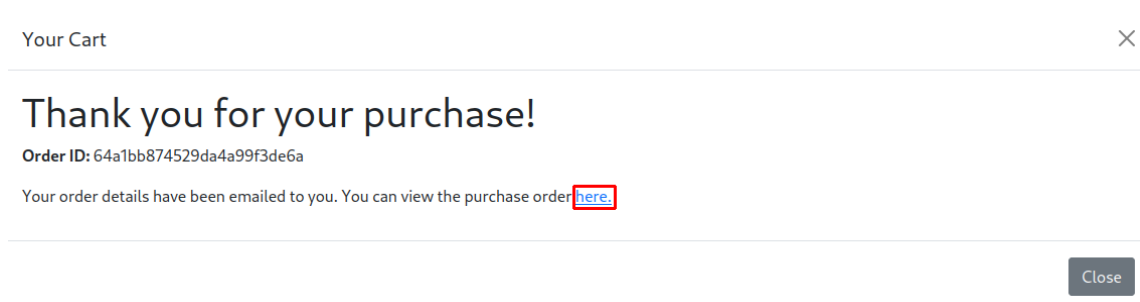 Your Cart
Thank you for your purchase!
Order ID: 64a1bb874529da4a99f3de6a
Your order details have been emailed to you. You can view the purchase order here.
Close